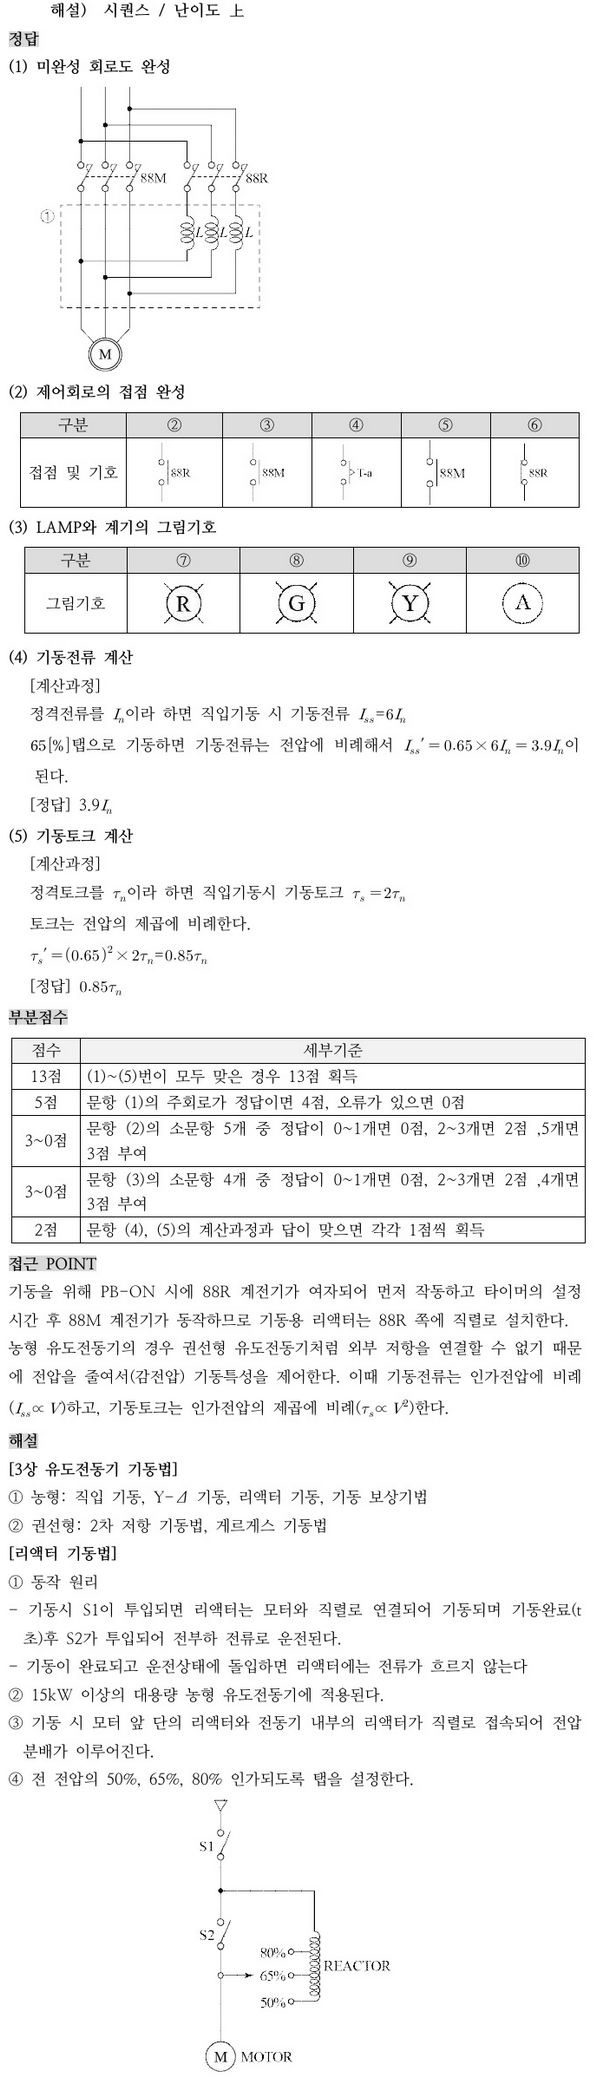 해설) 시퀀스 / 난이도 上
정답
(1) 미완성 회로도 완성
88M
88R
①
L
L
L
M
(2) 제어회로의 접점 완성
구분 ② ③ ④ ⑤ ⑥
접점 및 기호 88R 88M T-a 88M 88R
(3) LAMP와 계기의 그림기호
구분 ⑦ ⑧ ⑨ ⑩
그림기호 R G Y A
(4) 기동전류 계산
[계산과정]
정격전류를 Iₙ이라 하면 직입기동 시 기동전류 Iₛₛ=6Iₙ
65[%]탭으로 기동하면 기동전류는 전압에 비례해서 Iₛₛ′=0.65×6Iₙ=3.9Iₙ이
된다.
[정답] 3.9Iₙ
(5) 기동토크 계산
[계산과정]
정격토크를 τₙ이라 하면 직입기동시 기동토크 τₛ=2τₙ
토크는 전압의 제곱에 비례한다.
τₛ′=(0.65)²×2τₙ=0.85τₙ
[정답] 0.85τₙ
부분점수
점수 세부기준
13점 (1)~(5)번이 모두 맞은 경우 13점 획득
5점 문항 (1)의 주회로가 정답이면 4점, 오류가 있으면 0점
3~0점 문항 (2)의 소문항 5개 중 정답이 0~1개면 0점, 2~3개면 2점 ,5개면
3점 부여
3~0점 문항 (3)의 소문항 4개 중 정답이 0~1개면 0점, 2~3개면 2점 ,4개면
3점 부여
2점 문항 (4), (5)의 계산과정과 답이 맞으면 각각 1점씩 획득
접근 POINT
기동을 위해 PB-ON 시에 88R 계전기가 여자되어 먼저 작동하고 타이머의 설정
시간 후 88M 계전기가 동작하므로 기동용 리액터는 88R 쪽에 직렬로 설치한다.
농형 유도전동기의 경우 권선형 유도전동기처럼 외부 저항을 연결할 수 없기 때문
에 전압을 줄여서(감전압) 기동특성을 제어한다. 이때 기동전류는 인가전압에 비례
(Iₛₛ∝V)하고, 기동토크는 인가전압의 제곱에 비례(τₛ∝V²)한다.
해설
[3상 유도전동기 기동법]
① 농형: 직입 기동, Y-Δ 기동, 리액터 기동, 기동 보상기법
② 권선형: 2차 저항 기동법, 게르게스 기동법
[리액터 기동법]
① 동작 원리
- 기동시 S1이 투입되면 리액터는 모터와 직렬로 연결되어 기동되며 기동완료(t
초)후 S2가 투입되어 전부하 전류로 운전된다.
- 기동이 완료되고 운전상태에 돌입하면 리액터에는 전류가 흐르지 않는다
② 15kW 이상의 대용량 농형 유도전동기에 적용된다.
③ 기동 시 모터 앞 단의 리액터와 전동기 내부의 리액터가 직렬로 접속되어 전압
분배가 이루어진다.
④ 전 전압의 50%, 65%, 80% 인가되도록 탭을 설정한다.
S1
S2
80%
REACTOR
65%
50%
M MOTOR